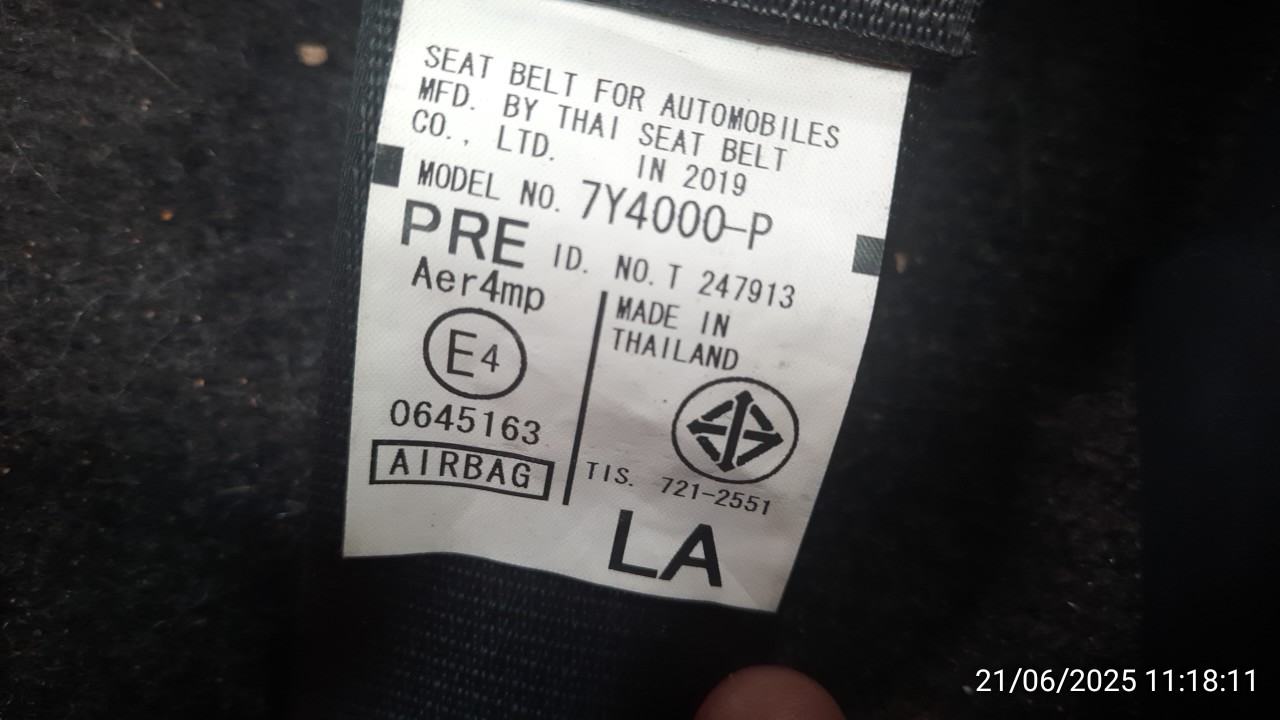 SEAT BELT FOR AUTOMOBILES
MFD. BY THAI SEAT BELT
CO., LTD. IN 2019
MODEL NO. 7Y4000-P
PRE ID. NO. T 247913
Aer4mp
MADE IN
THAILAND
E4
0645163
AIRBAG
TIS. 721-2551
LA
21/06/2025 11:18:11